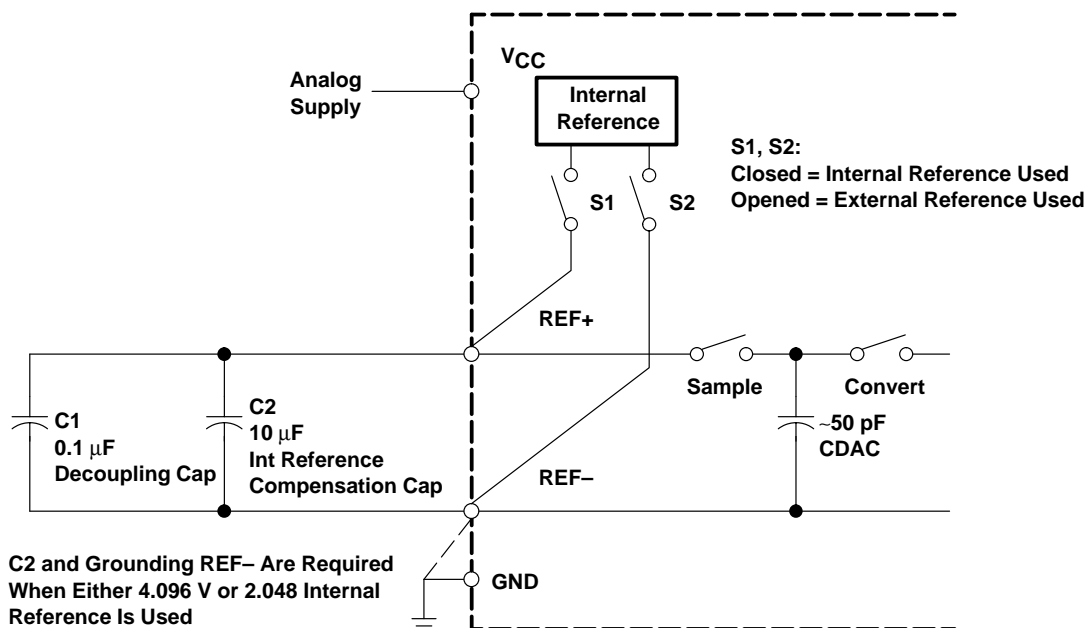 VCC
Analog
Supply
Internal
Reference
S1, S2:
Closed = Internal Reference Used
Opened = External Reference Used
S1
S2
REF+
Sample
Convert
C1
0.1 μF
Decoupling Cap
C2
10 μF
Int Reference
Compensation Cap
~50 pF
CDAC
REF–
C2 and Grounding REF– Are Required
When Either 4.096 V or 2.048 Internal
Reference Is Used
GND